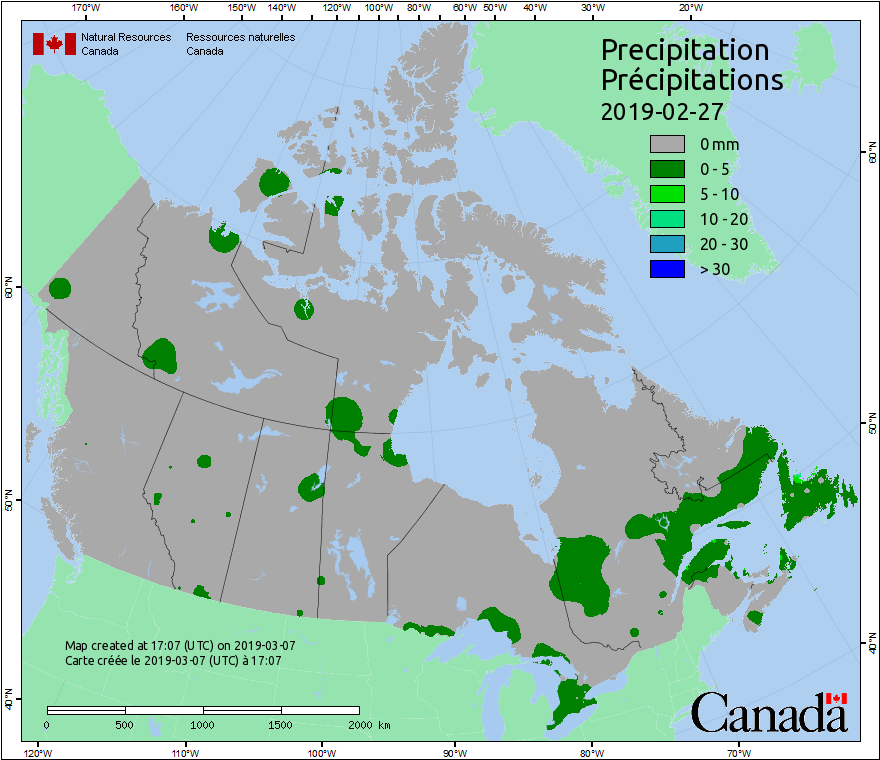 170°W 160°W 150°W 140°W 120°W 100°W 80°W 60°W 50°W 40°W 30°W 20°W
Natural Resources Ressources naturelles
Canada Canada
Precipitation
Précipitations
2019-02-27
0 mm
0 - 5
5 - 10
10 - 20
20 - 30
> 30
60°N
60°N
50°N
50°N
40°N
40°N
Map created at 17:07 (UTC) on 2019-03-07
Carte créée le 2019-03-07 (UTC) à 17:07
0 500 1000 1500 2000 km
Canada
120°W 110°W 100°W 90°W 80°W 70°W